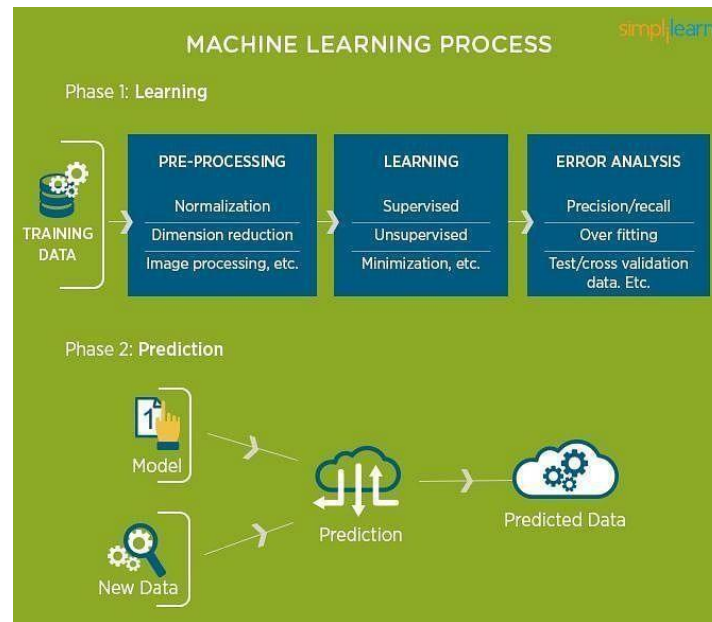 simplilearn
MACHINE LEARNING PROCESS
Phase 1: Learning
TRAINING
DATA
PRE-PROCESSING
Normalization
Dimension reduction
Image processing, etc.
LEARNING
Supervised
Unsupervised
Minimization, etc.
ERROR ANALYSIS
Precision/recall
Over fitting
Test/cross validation
data. Etc.
Phase 2: Prediction
1
Model
New Data
Prediction
Predicted Data